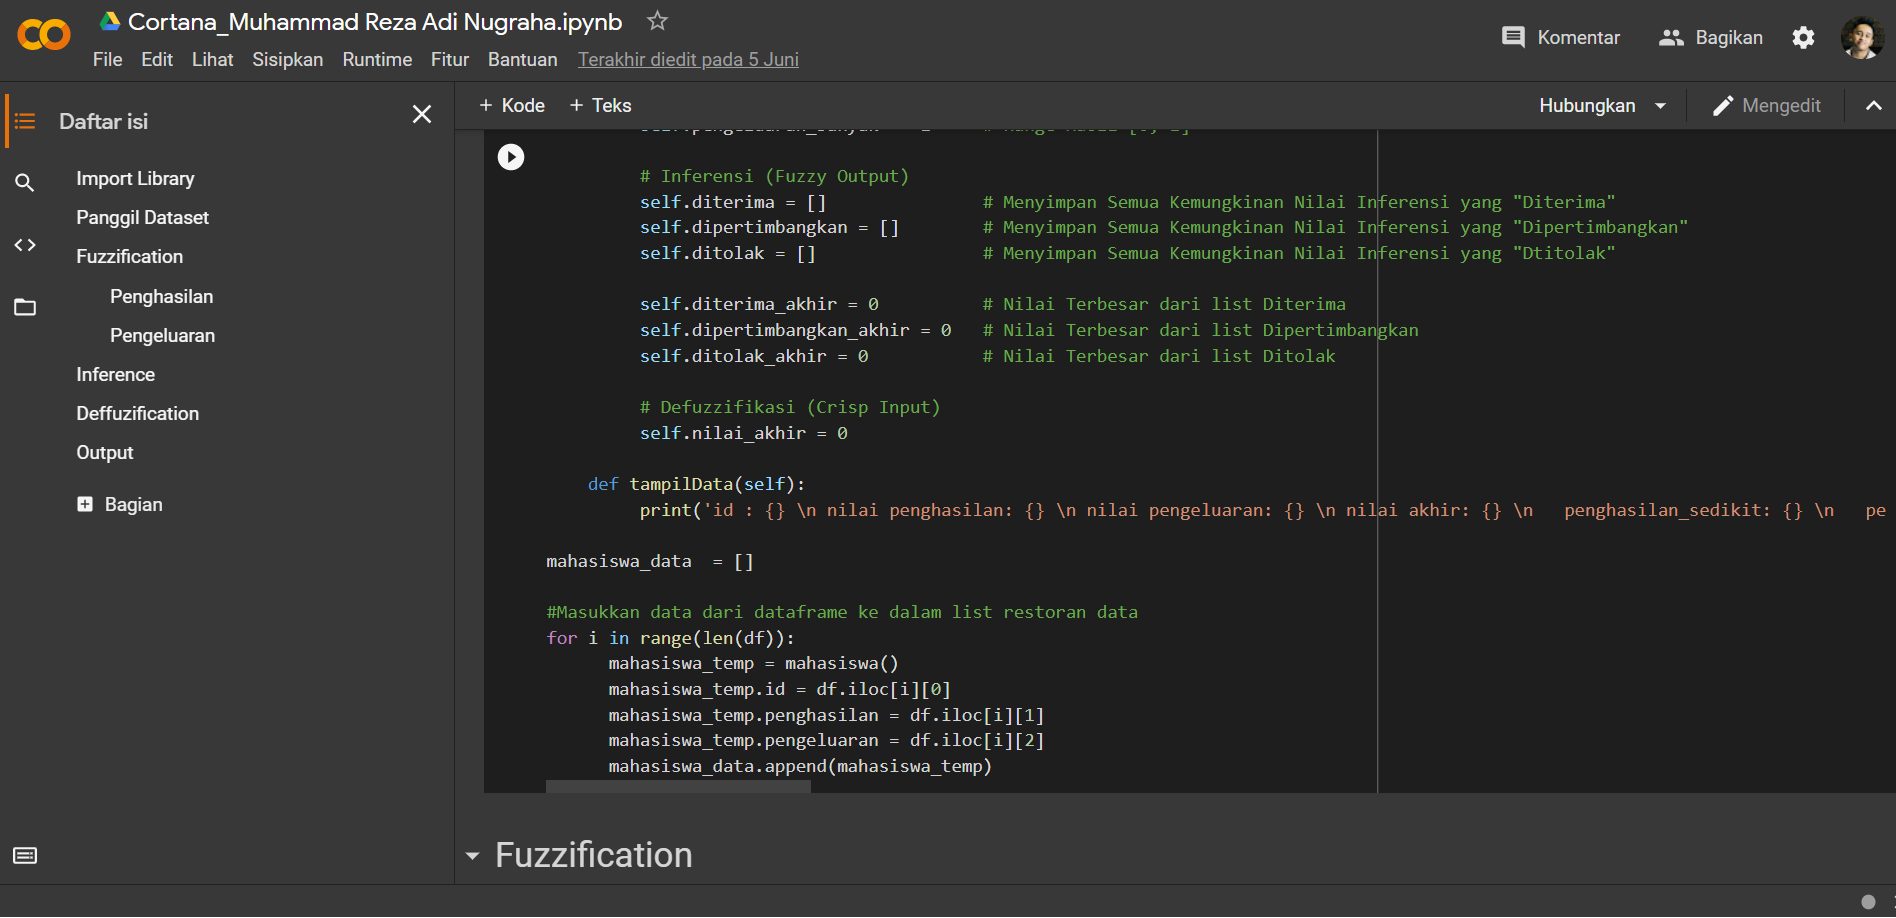 Cortana_Muhammad Reza Adi Nugraha.ipynb
File Edit Lihat Sisipkan Runtime Fitur Bantuan Terakhir diedit pada 5 Juni
Komentar Bagikan
Daftar isi
Import Library
Panggil Dataset
Fuzzification
Penghasilan
Pengeluaran
Inference
Deffuzification
Output
Bagian
+ Kode + Teks
Hubungkan Mengedit
# Inferensi (Fuzzy Output)
self.diterima = [] # Menyimpan Semua Kemungkinan Nilai Inferensi yang "Diterima"
self.dipertimbangkan = [] # Menyimpan Semua Kemungkinan Nilai Inferensi yang "Dipertimbangkan"
self.ditolak = [] # Menyimpan Semua Kemungkinan Nilai Inferensi yang "Dtitolak"
self.diterima_akhir = 0 # Nilai Terbesar dari list Diterima
self.dipertimbangkan_akhir = 0 # Nilai Terbesar dari list Dipertimbangkan
self.ditolak_akhir = 0 # Nilai Terbesar dari list Ditolak
# Defuzzifikasi (Crisp Input)
self.nilai_akhir = 0
def tampilData(self):
print('id : {} \n nilai penghasilan: {} \n nilai pengeluaran: {} \n nilai akhir: {} \n   penghasilan_sedikit: {} \n   pe
mahasiswa_data  = []
#Masukkan data dari dataframe ke dalam list restoran data
for i in range(len(df)):
mahasiswa_temp = mahasiswa()
mahasiswa_temp.id = df.iloc[i][0]
mahasiswa_temp.penghasilan = df.iloc[i][1]
mahasiswa_temp.pengeluaran = df.iloc[i][2]
mahasiswa_data.append(mahasiswa_temp)
Fuzzification